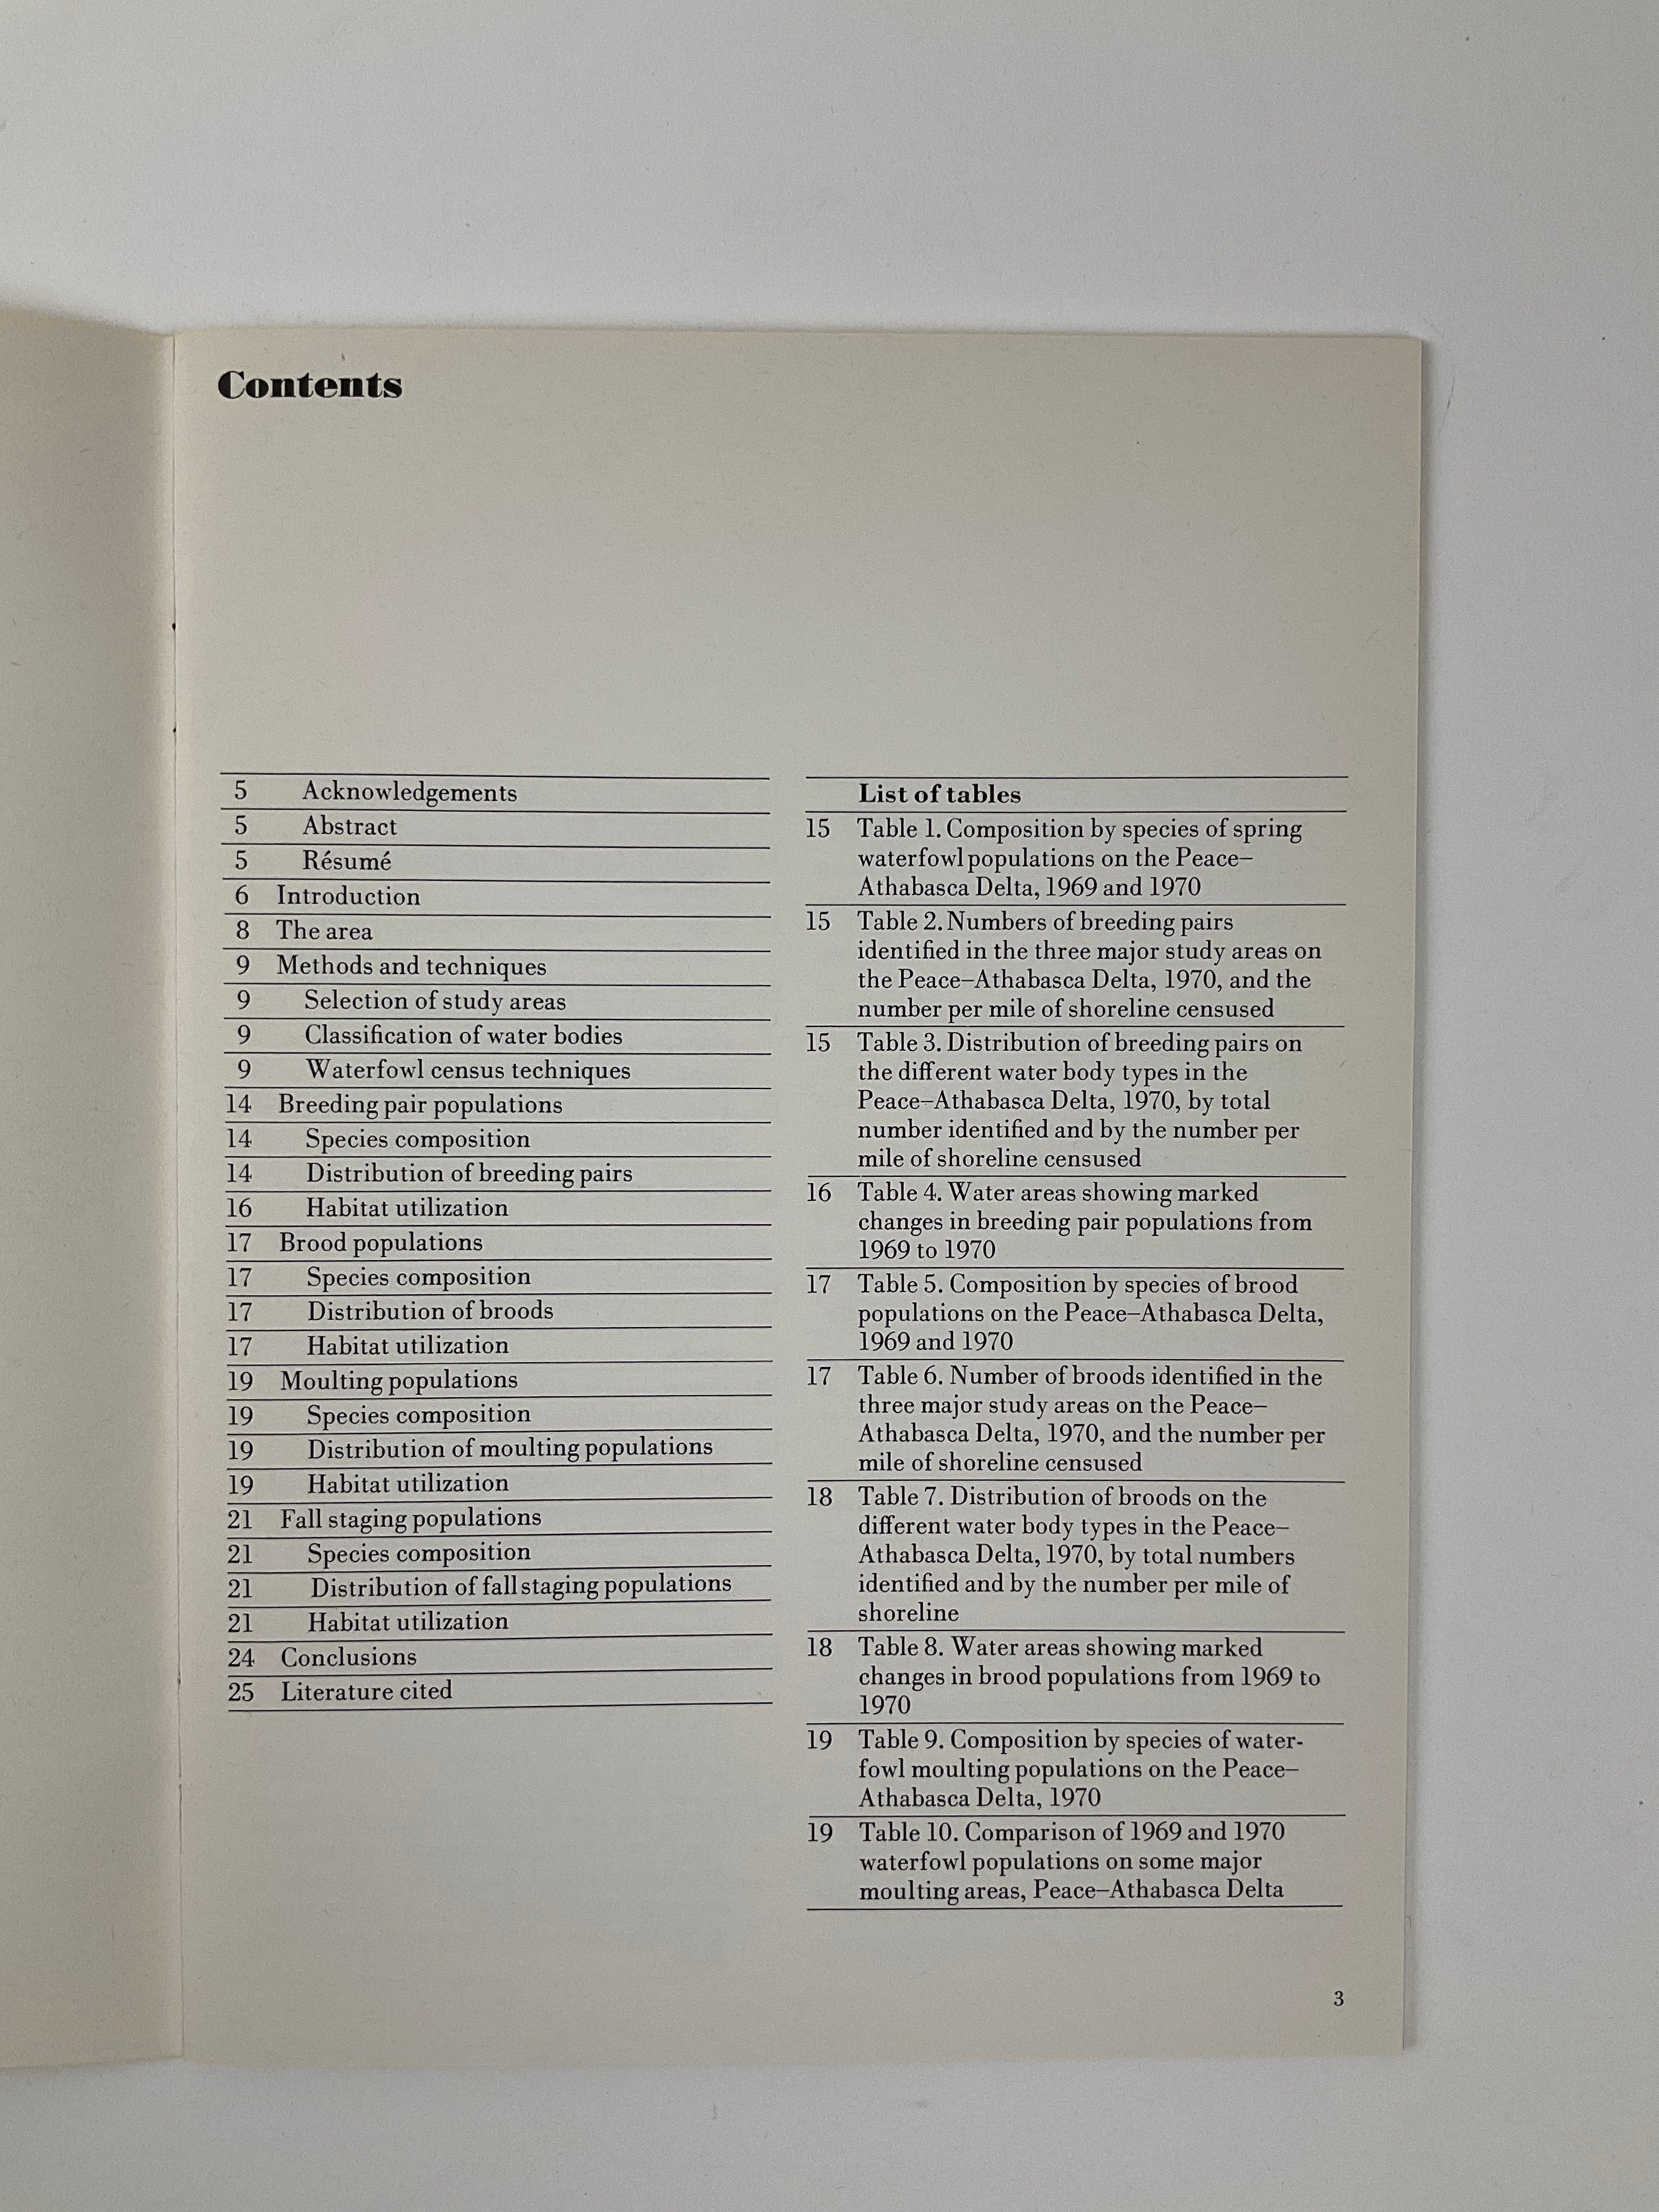 Contents
5 Acknowledgements
5 Abstract
5 Résumé
6 Introduction
8 The area
9 Methods and techniques
9 Selection of study areas
9 Classification of water bodies
9 Waterfowl census techniques
14 Breeding pair populations
14 Species composition
14 Distribution of breeding pairs
16 Habitat utilization
17 Brood populations
17 Species composition
17 Distribution of broods
17 Habitat utilization
19 Moulting populations
19 Species composition
19 Distribution of moulting populations
19 Habitat utilization
21 Fall staging populations
21 Species composition
21 Distribution of fall staging populations
21 Habitat utilization
24 Conclusions
25 Literature cited
List of tables
15 Table 1. Composition by species of spring
waterfowl populations on the Peace–
Athabasca Delta, 1969 and 1970
15 Table 2. Numbers of breeding pairs
identified in the three major study areas on
the Peace–Athabasca Delta, 1970, and the
number per mile of shoreline censused
15 Table 3. Distribution of breeding pairs on
the different water body types in the
Peace–Athabasca Delta, 1970, by total
number identified and by the number per
mile of shoreline censused
16 Table 4. Water areas showing marked
changes in breeding pair populations from
1969 to 1970
17 Table 5. Composition by species of brood
populations on the Peace–Athabasca Delta,
1969 and 1970
17 Table 6. Number of broods identified in the
three major study areas on the Peace–
Athabasca Delta, 1970, and the number per
mile of shoreline censused
18 Table 7. Distribution of broods on the
different water body types in the Peace–
Athabasca Delta, 1970, by total numbers
identified and by the number per mile of
shoreline
18 Table 8. Water areas showing marked
changes in brood populations from 1969 to
1970
19 Table 9. Composition by species of water-
fowl moulting populations on the Peace–
Athabasca Delta, 1970
19 Table 10. Comparison of 1969 and 1970
waterfowl populations on some major
moulting areas, Peace–Athabasca Delta
3